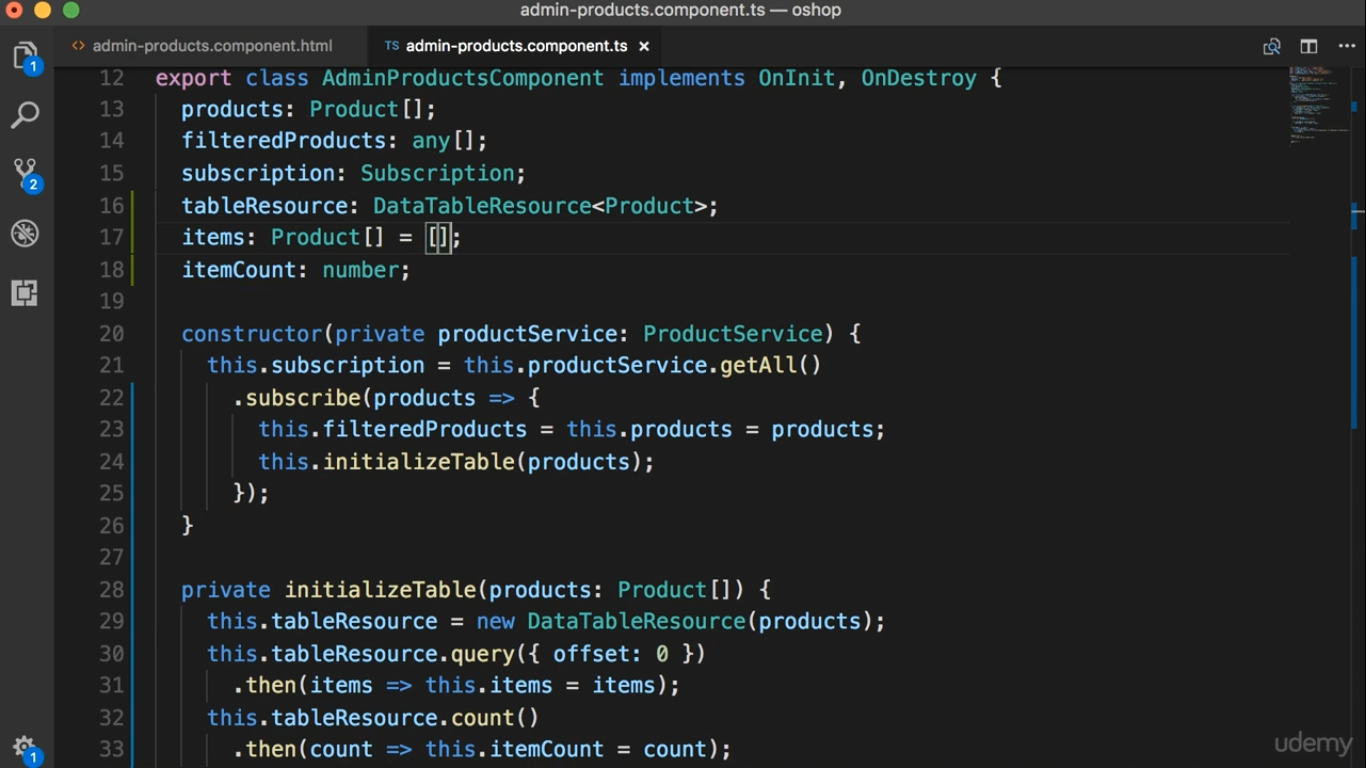 admin-products.component.ts — oshop
<> admin-products.component.html TS admin-products.component.ts ×
1
2
1
12 export class AdminProductsComponent implements OnInit, OnDestroy {
13 products: Product[];
14 filteredProducts: any[];
15 subscription: Subscription;
16 tableResource: DataTableResource<Product>;
17 items: Product[] = [];
18 itemCount: number;
19
20 constructor(private productService: ProductService) {
21 this.subscription = this.productService.getAll()
22 .subscribe(products => {
23 this.filteredProducts = this.products = products;
24 this.initializeTable(products);
25 });
26 }
27
28 private initializeTable(products: Product[]) {
29 this.tableResource = new DataTableResource(products);
30 this.tableResource.query({ offset: 0 })
31 .then(items => this.items = items);
32 this.tableResource.count()
33 .then(count => this.itemCount = count);
udemy